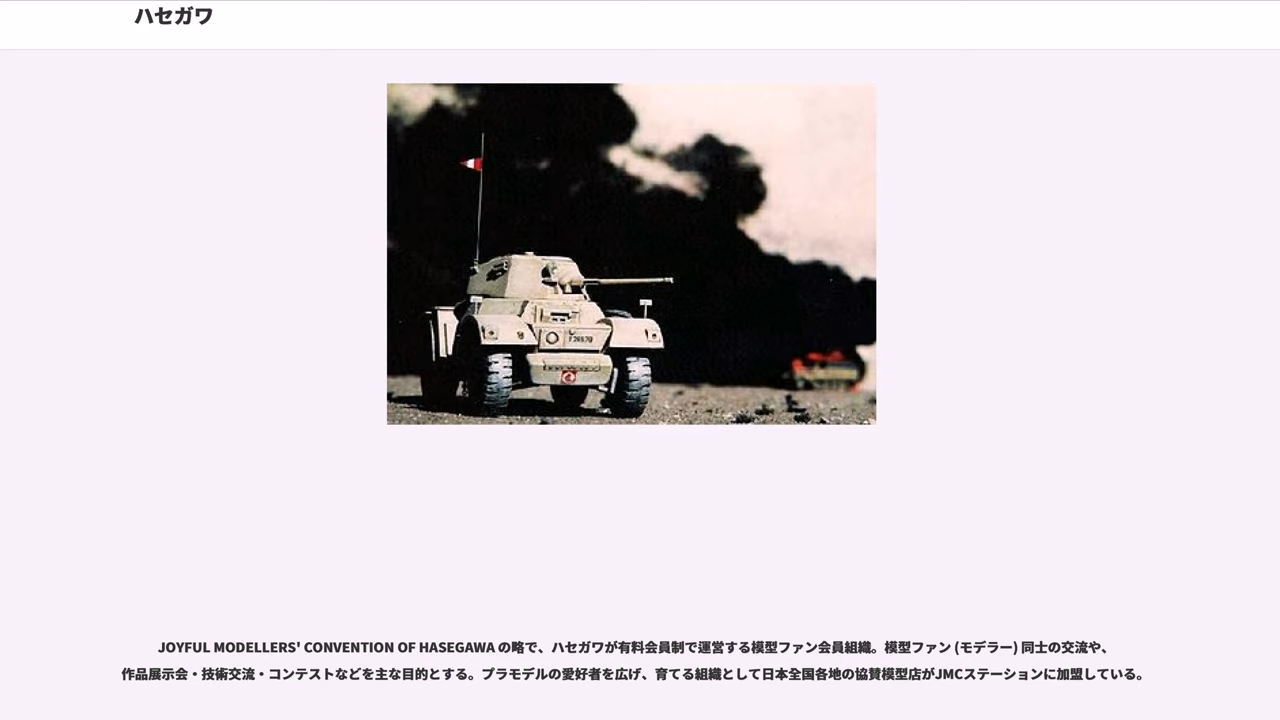 ハセガワ
JOYFUL MODELLERS' CONVENTION OF HASEGAWA の略で、ハセガワが有料会員制で運営する模型ファン会員組織。模型ファン (モデラー) 同士の交流や、
作品展示会・技術交流・コンテストなどを主な目的とする。プラモデルの愛好者を広げ、育てる組織として日本全国各地の協賛模型店がJMCステーションに加盟している。